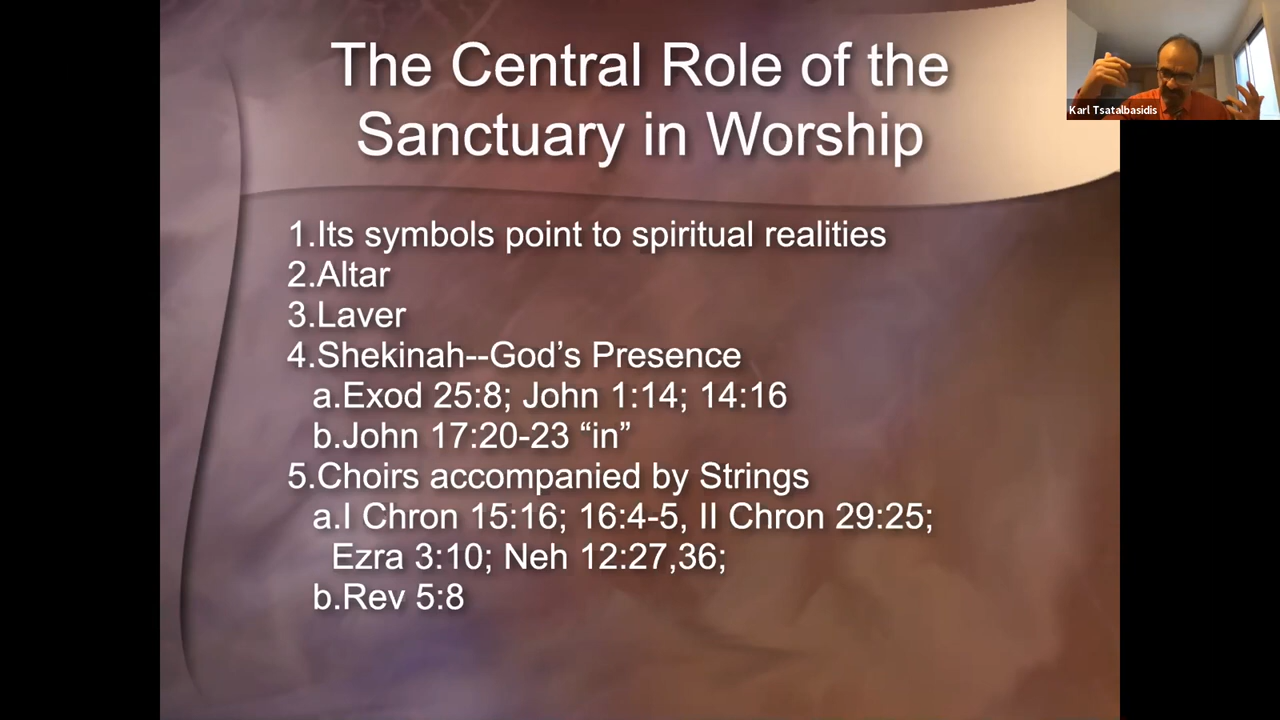 The Central Role of the
Sanctuary in Worship
Karl Tsatalbasidis
1.Its symbols point to spiritual realities
2.Altar
3.Laver
4.Shekinah--God’s Presence
a.Exod 25:8; John 1:14; 14:16
b.John 17:20-23 “in”
5.Choirs accompanied by Strings
a.I Chron 15:16; 16:4-5, II Chron 29:25;
Ezra 3:10; Neh 12:27,36;
b.Rev 5:8